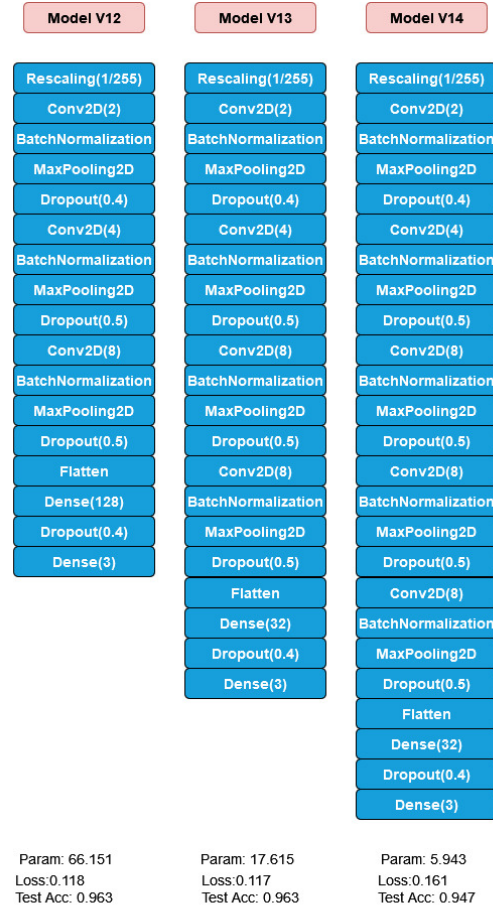 Model V12
Rescaling(1/255)
Conv2D(2)
BatchNormalization
MaxPooling2D
Dropout(0.4)
Conv2D(4)
BatchNormalization
MaxPooling2D
Dropout(0.5)
Conv2D(8)
BatchNormalization
MaxPooling2D
Dropout(0.5)
Flatten
Dense(128)
Dropout(0.4)
Dense(3)
Param: 66.151
Loss:0.118
Test Acc: 0.963
Model V13
Rescaling(1/255)
Conv2D(2)
BatchNormalization
MaxPooling2D
Dropout(0.4)
Conv2D(4)
BatchNormalization
MaxPooling2D
Dropout(0.5)
Conv2D(8)
BatchNormalization
MaxPooling2D
Dropout(0.5)
Conv2D(8)
BatchNormalization
MaxPooling2D
Dropout(0.5)
Flatten
Dense(32)
Dropout(0.4)
Dense(3)
Param: 17.615
Loss:0.117
Test Acc: 0.963
Model V14
Rescaling(1/255)
Conv2D(2)
BatchNormalization
MaxPooling2D
Dropout(0.4)
Conv2D(4)
BatchNormalization
MaxPooling2D
Dropout(0.5)
Conv2D(8)
BatchNormalization
MaxPooling2D
Dropout(0.5)
Conv2D(8)
BatchNormalization
MaxPooling2D
Dropout(0.5)
Conv2D(8)
BatchNormalization
MaxPooling2D
Dropout(0.5)
Flatten
Dense(32)
Dropout(0.4)
Dense(3)
Param: 5.943
Loss:0.161
Test Acc: 0.947